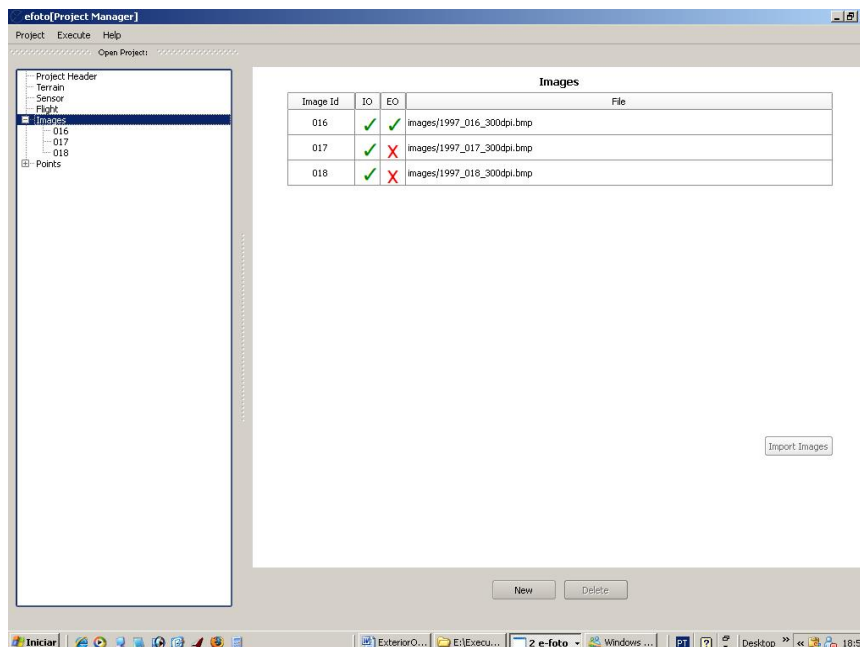 efoto[Project Manager]
Project Execute Help
Open Project:
Project Header
Terrain
Sensor
Flight
Images
016
017
018
Points
Images
Image Id IO EO File
016 images/1997_016_300dpi.bmp
017 images/1997_017_300dpi.bmp
018 images/1997_018_300dpi.bmp
Import Images
New Delete
Iniciar ExteriorO... E:\Execu... 2 e-foto Windows ... PT Desktop » « 18:5